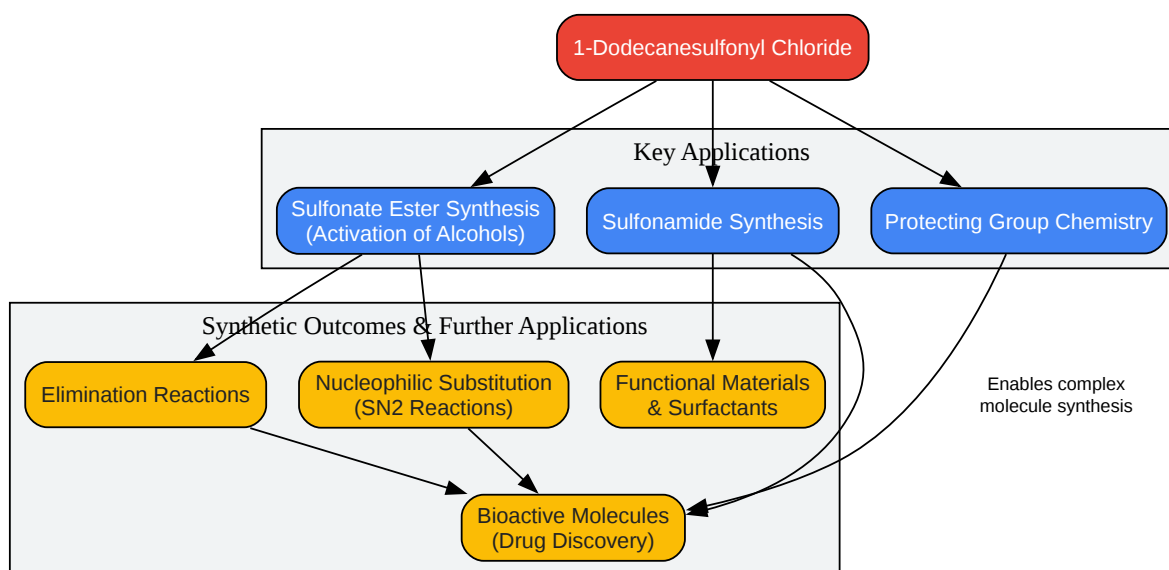 1-Dodecanesulfonyl Chloride
Key Applications
Sulfonate Ester Synthesis
(Activation of Alcohols)
Sulfonamide Synthesis
Protecting Group Chemistry
Synthetic Outcomes & Further Applications
Elimination Reactions
Nucleophilic Substitution
(SN2 Reactions)
Functional Materials
& Surfactants
Enables complex
molecule synthesis
Bioactive Molecules
(Drug Discovery)